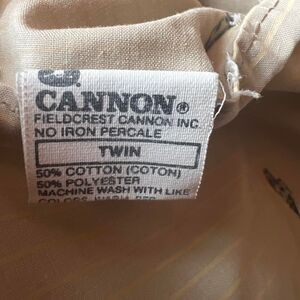 CANNON®
FIELDCREST CANNON INC
NO IRON PERCALE
TWIN
50% COTTON (COTON)
50% POLYESTER
MACHINE WASH WITH LIKE